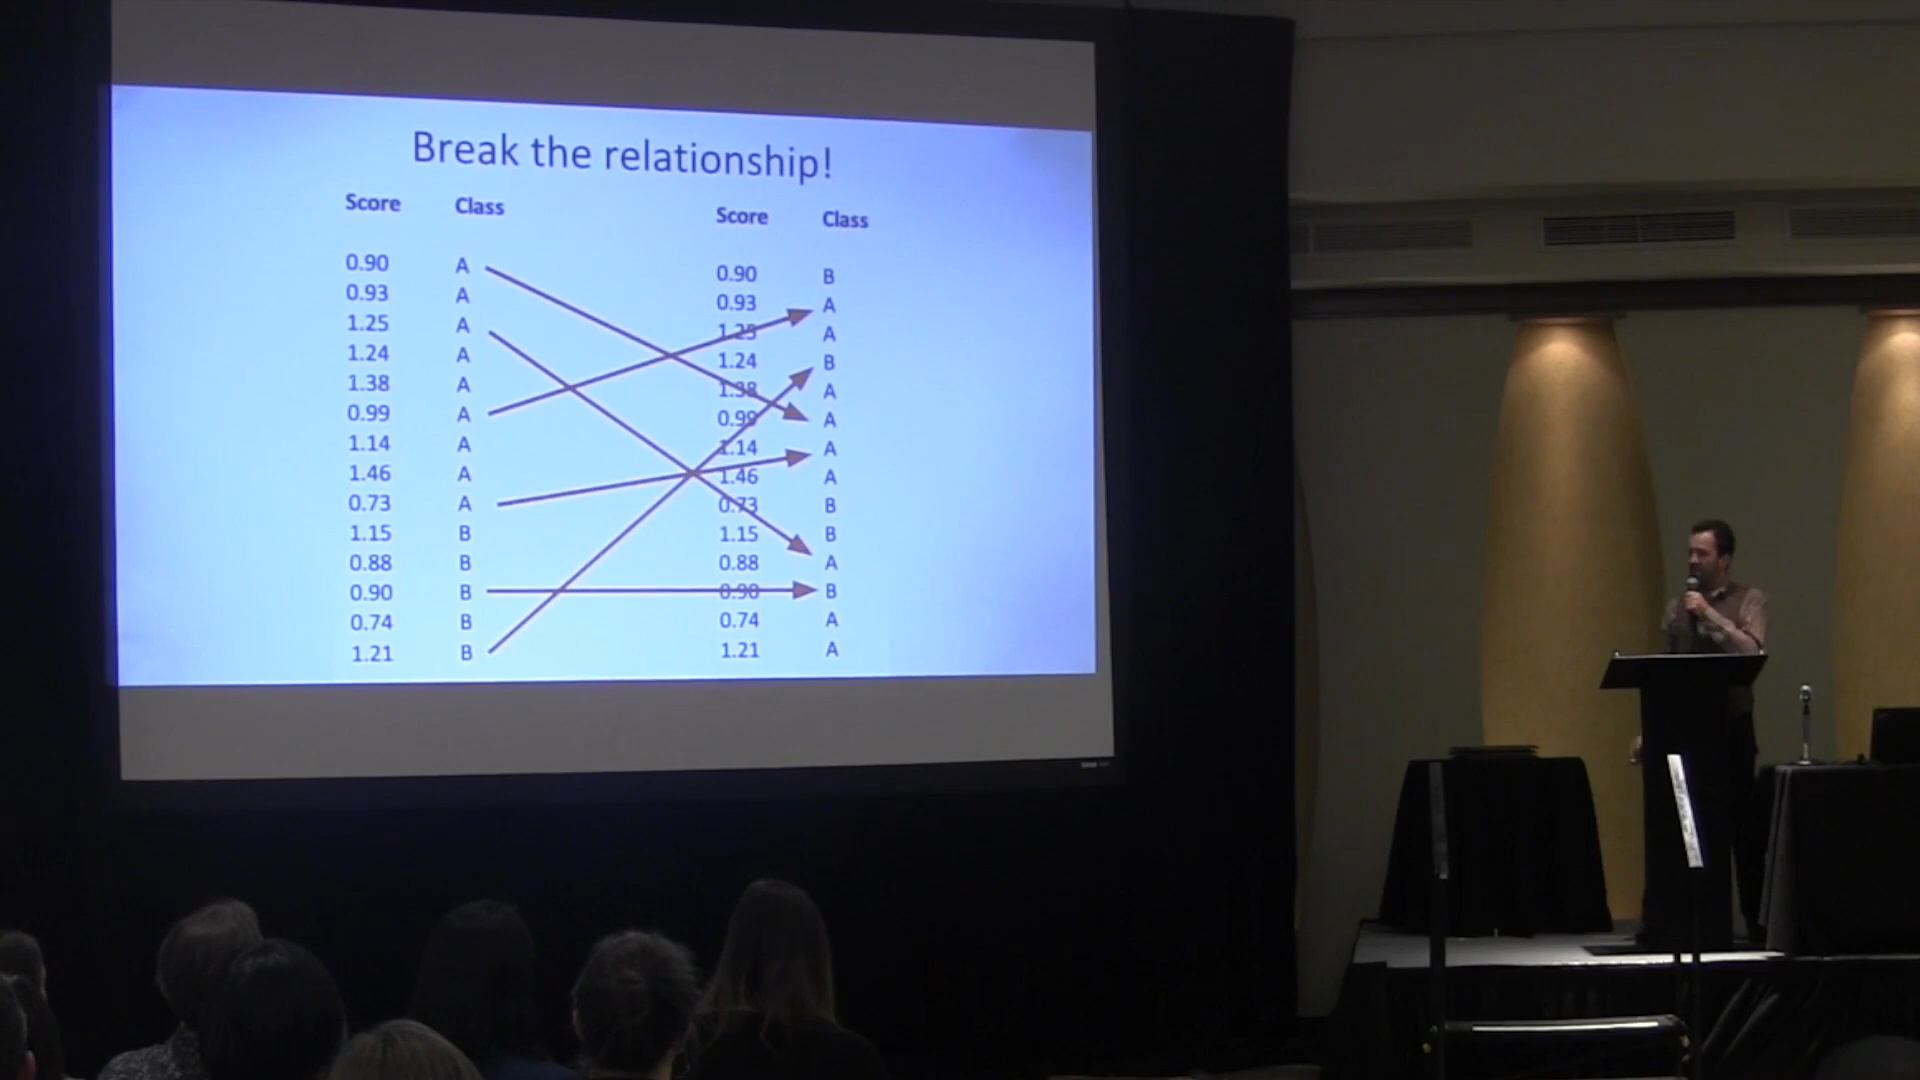 Break the relationship!
Score Class Score Class
0.90 A 0.90 B
0.93 A 0.93 A
1.25 A 1.25 A
1.24 A 1.24 B
1.38 A 1.38 A
0.99 A 0.99 A
1.14 A 1.14 A
1.46 A 1.46 A
0.73 A 0.73 B
1.15 B 1.15 B
0.88 B 0.88 A
0.90 B 0.90 B
0.74 B 0.74 A
1.21 B 1.21 A